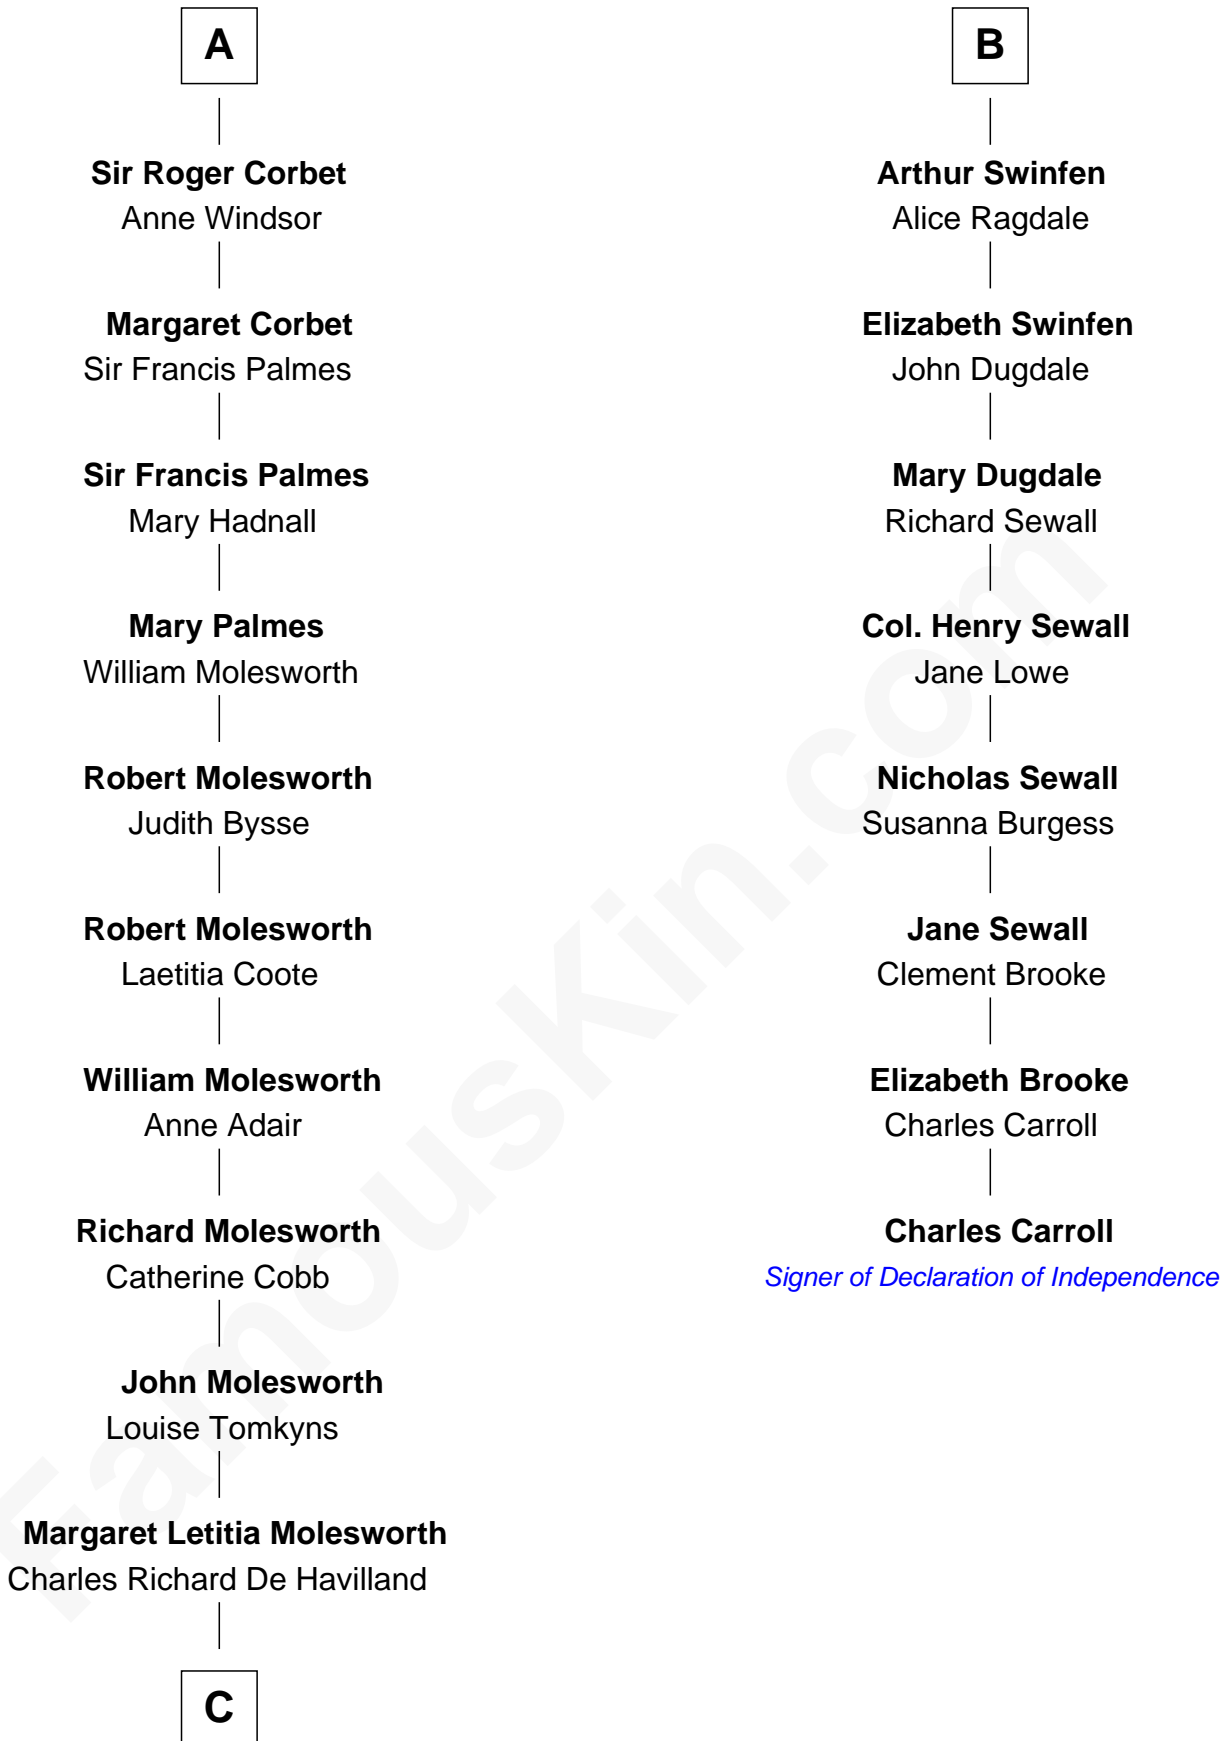 A
Sir Roger Corbet
Anne Windsor
Margaret Corbet
Sir Francis Palmes
Sir Francis Palmes
Mary Hadnall
Mary Palmes
William Molesworth
Robert Molesworth
Judith Bysse
Robert Molesworth
Laetitia Coote
William Molesworth
Anne Adair
Richard Molesworth
Catherine Cobb
John Molesworth
Louise Tomkyns
Margaret Letitia Molesworth
Charles Richard De Havilland
C
B
Arthur Swinfen
Alice Ragdale
Elizabeth Swinfen
John Dugdale
Mary Dugdale
Richard Sewall
Col. Henry Sewall
Jane Lowe
Nicholas Sewall
Susanna Burgess
Jane Sewall
Clement Brooke
Elizabeth Brooke
Charles Carroll
Charles Carroll
Signer of Declaration of Independence
FamousKin.com